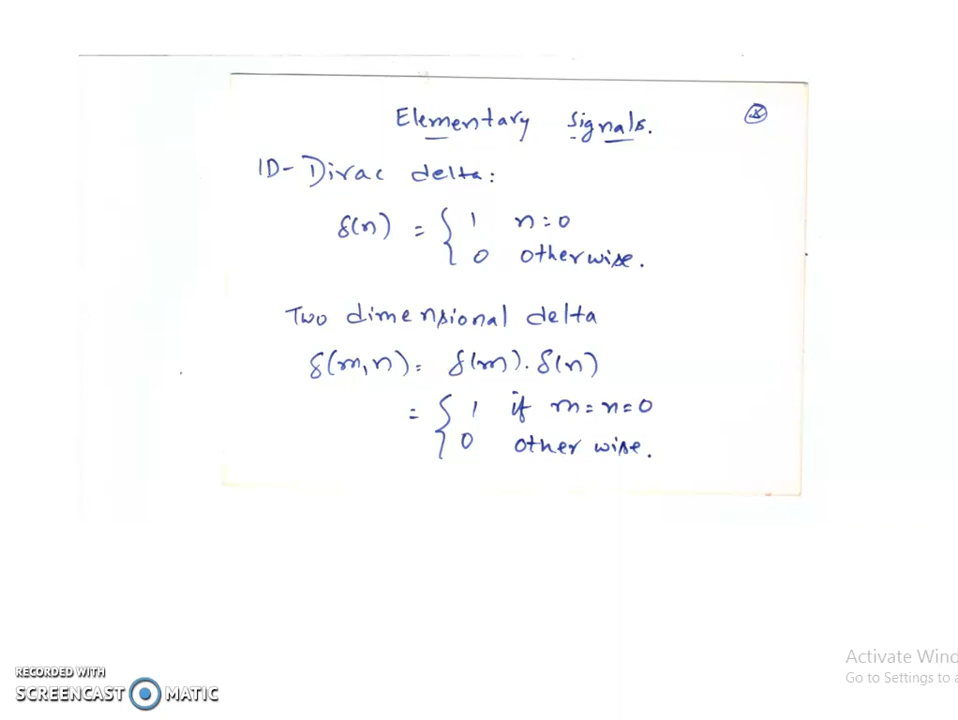 Elementary Signals.
1D- Dirac delta:
δ(n) = { 1 n=0
0 otherwise.
Two dimensional delta
δ(m,n) = δ(m).δ(n)
= { 1 if m=n=0
0 other wise.
RECORDED WITH
SCREENCAST MATIC
Activate Wind
Go to Settings to a